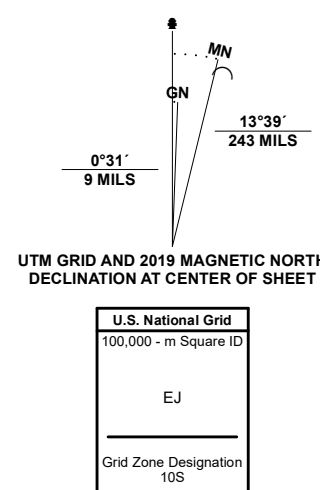 MN
GN
13°39´
243 MILS
0°31´
9 MILS
UTM GRID AND 2019 MAGNETIC NORTH
DECLINATION AT CENTER OF SHEET
U.S. National Grid
100,000 - m Square ID
EJ
Grid Zone Designation
10S